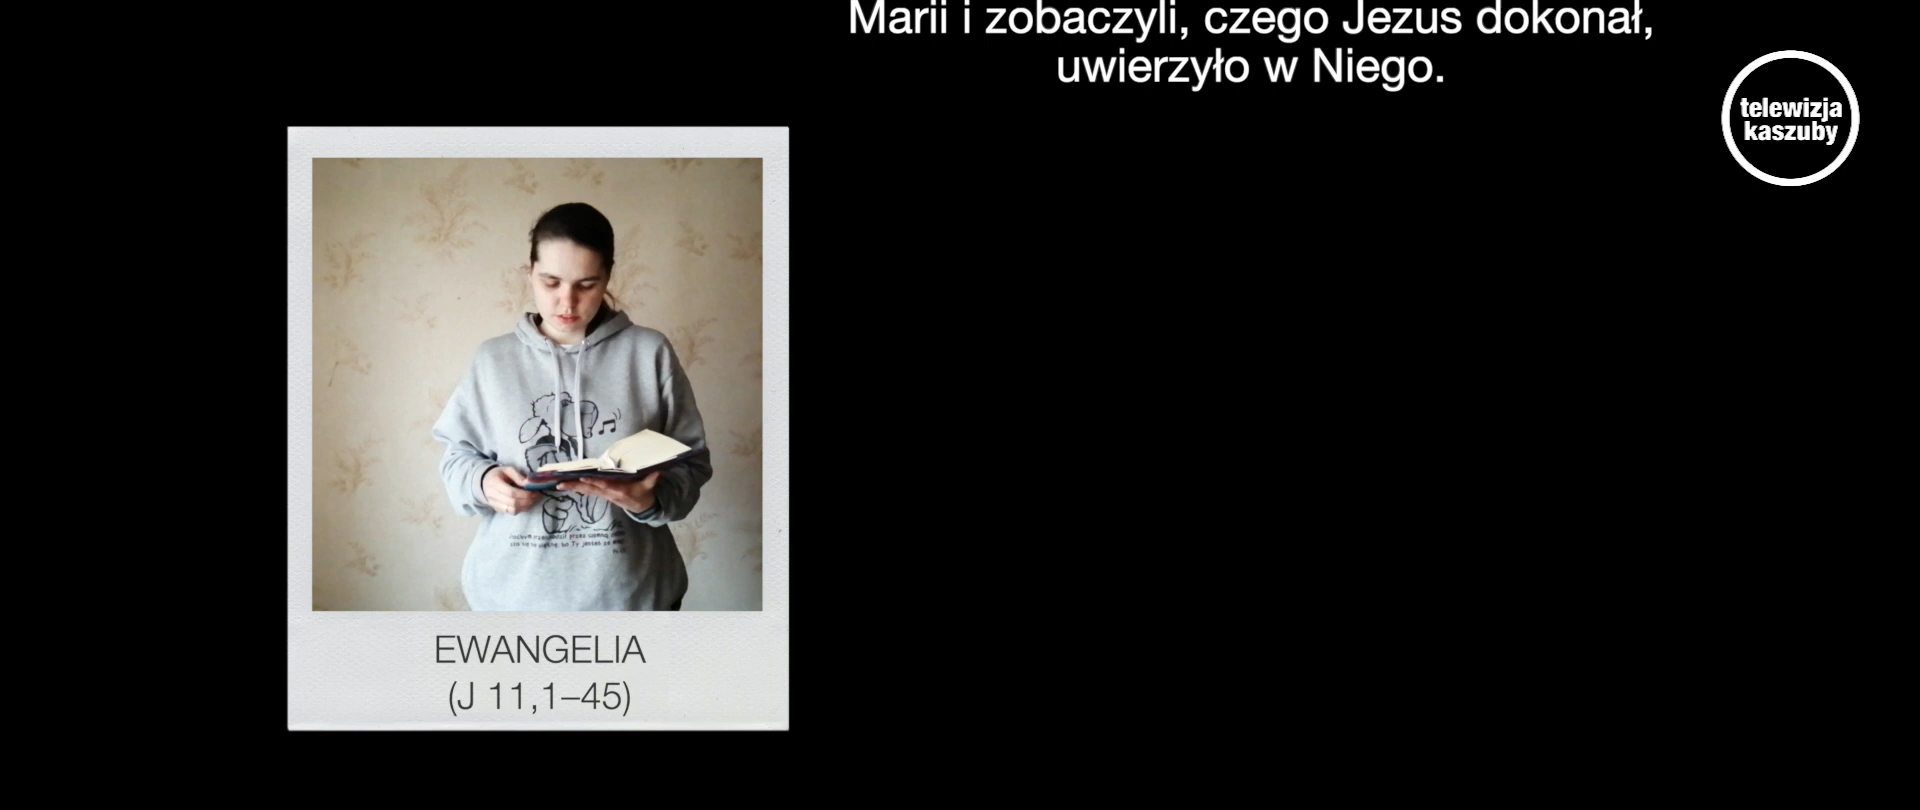 Marii i zobaczyli, czego Jezus dokonał,
uwierzyło w Niego.
telewizja
kaszuby
EWANGELIA
(J 11,1–45)